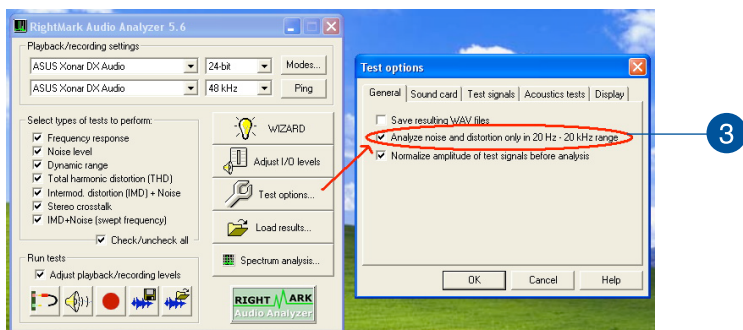 RightMark Audio Analyzer 5.6
Playback/recording settings
ASUS Xonar DX Audio
24-bit
Modes...
ASUS Xonar DX Audio
48 kHz
Ping
Select types of tests to perform:
Frequency response
Noise level
Dynamic range
Total harmonic distortion (THD)
Intermod. distortion (IMD) + Noise
Stereo crosstalk
IMD+Noise (swept frequency)
Check/uncheck all
WIZARD
Adjust I/O levels
Test options...
Load results...
Spectrum analysis...
Run tests
Adjust playback/recording levels
RIGHT MARK
Audio Analyzer
Test options
General Sound card Test signals Acoustics tests Display
Save resulting WAV files
Analyze noise and distortion only in 20 Hz - 20 kHz range
Normalize amplitude of test signals before analysis
OK Cancel Help
3